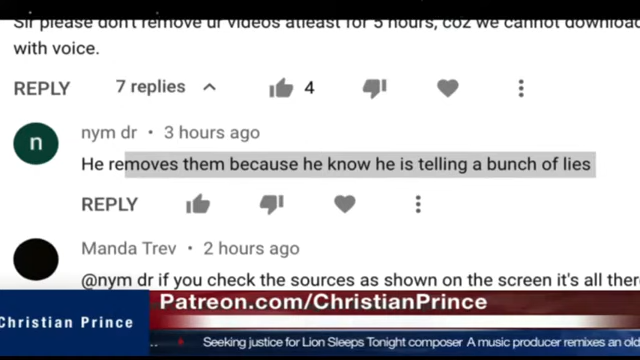 Sir please don't remove ur videos atleast for 5 hours, coz we cannot download
with voice.
REPLY 7 replies 4
n
nym dr • 3 hours ago
He removes them because he know he is telling a bunch of lies
REPLY
Manda Trev • 2 hours ago
@nym dr if you check the sources as shown on the screen it's all there
Patreon.com/ChristianPrince
Christian Prince
Seeking justice for Lion Sleeps Tonight composer A music producer remixes an old